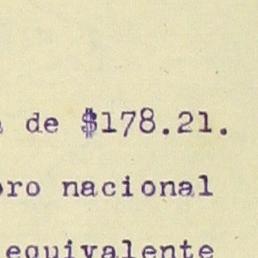 de $178.21.
oro nacional
equivalente